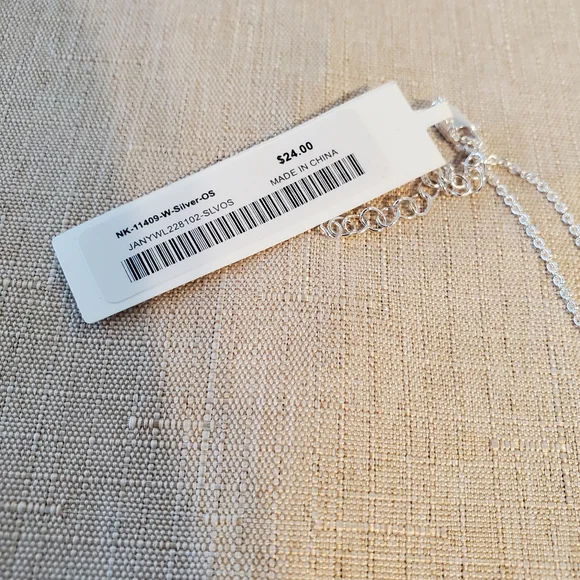 $24.00
MADE IN CHINA
NK-11409-W-Silver-OS
JANYWL228102-SLVOS